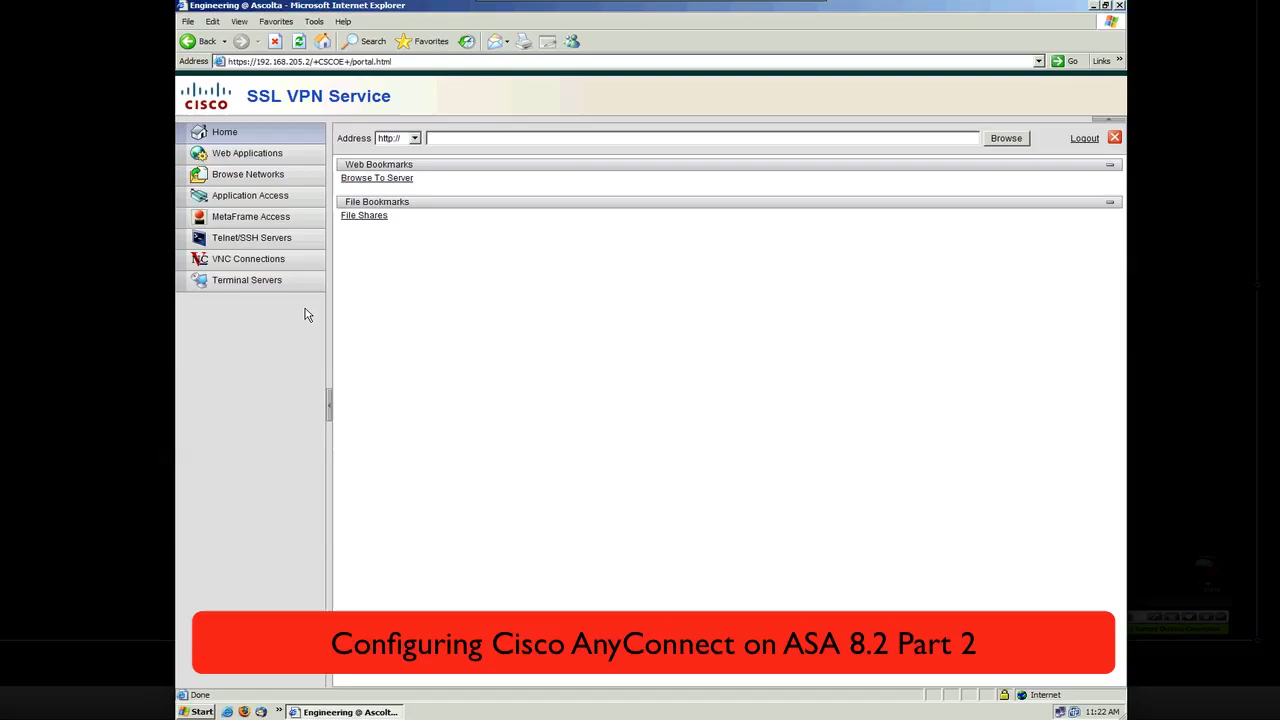 Engineering @ Ascolta - Microsoft Internet Explorer
File Edit View Favorites Tools Help
Back Search Favorites
Address https://192.168.205.2/+CSCOE+/portal.html Go Links »
CISCO SSL VPN Service
Home
Web Applications
Browse Networks
Application Access
MetaFrame Access
Telnet/SSH Servers
VNC Connections
Terminal Servers
Address http:// Browse Logout
Web Bookmarks
Browse To Server
File Bookmarks
File Shares
Configuring Cisco AnyConnect on ASA 8.2 Part 2
Done Internet
Start » Engineering @ Ascolt... 11:22 AM